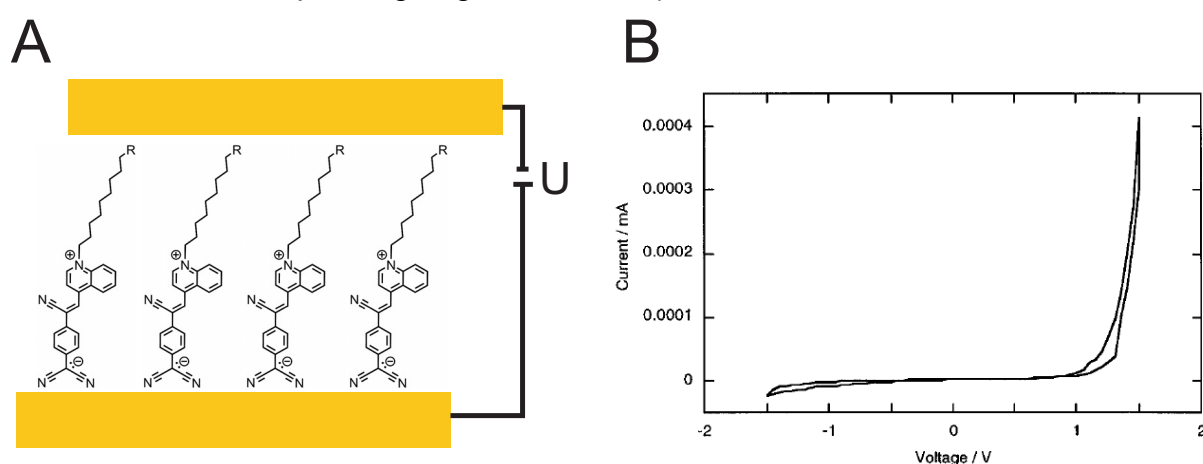 A
R R R R
⊕ ⊕ ⊕ ⊕
N N N N
N N N N
⊖ ⊖ ⊖ ⊖
N N N N N N N N
U
B
Current / mA
0.0004
0.0003
0.0002
0.0001
0
-2 -1 0 1 2
Voltage / V